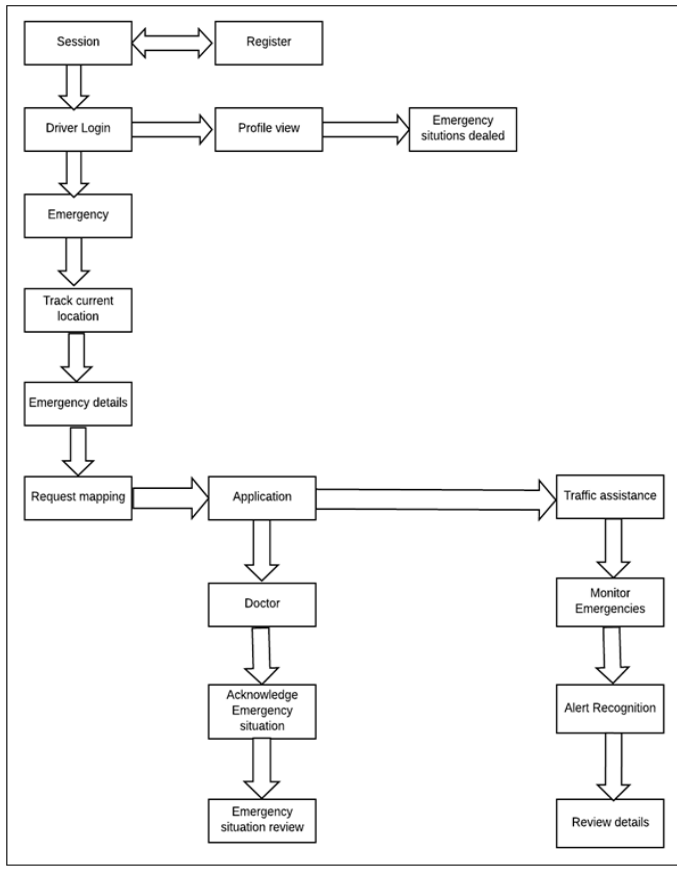 Session
Register
Driver Login
Profile view
Emergency
situtions dealed
Emergency
Track current
location
Emergency details
Request mapping
Application
Traffic assistance
Doctor
Monitor
Emergencies
Acknowledge
Emergency
situation
Alert Recognition
Emergency
situation review
Review details